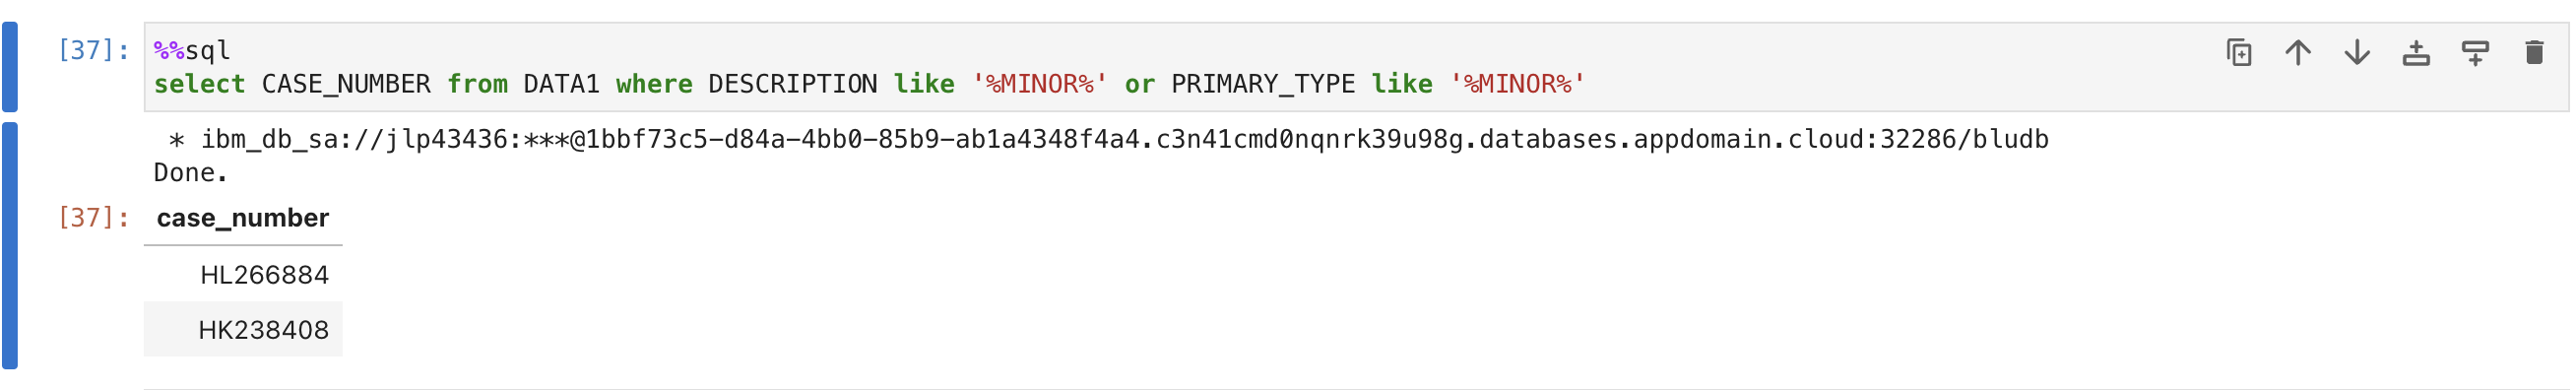 [37]: %%sql
select CASE_NUMBER from DATA1 where DESCRIPTION like '%MINOR%' or PRIMARY_TYPE like '%MINOR%'
* ibm_db_sa://jlp43436:***@1bbf73c5-d84a-4bb0-85b9-ab1a4348f4a4.c3n41cmd0nqnrk39u98g.databases.appdomain.cloud:32286/bludb
Done.
[37]: case_number
HL266884
HK238408